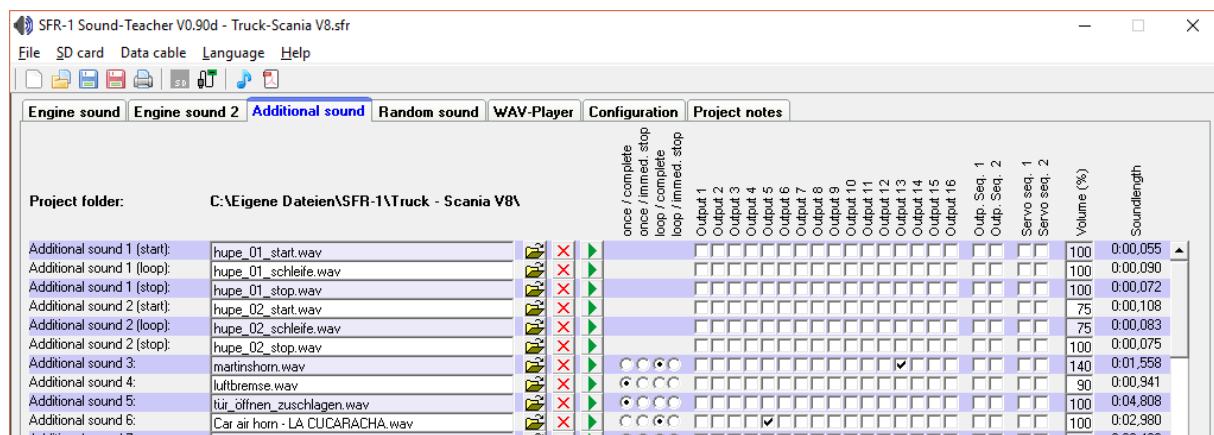 SFR-1 Sound-Teacher V0.90d - Truck-Scania V8.sfr
File SD card Data cable Language Help
Engine sound Engine sound 2 Additional sound Random sound WAV-Player Configuration Project notes
once / complete
once / immed. stop
loop / complete
loop / immed. stop
Output 1
Output 2
Output 3
Output 4
Output 5
Output 6
Output 7
Output 8
Output 9
Output 10
Output 11
Output 12
Output 13
Output 14
Output 15
Output 16
Outp. Seq. 1
Outp. Seq. 2
Servo seq. 1
Servo seq. 2
Volume (%)
Soundlength
Project folder: C:\Eigene Dateien\SFR-1\Truck - Scania V8\
Additional sound 1 (start): hupe_01_start.wav 100 0:00,055
Additional sound 1 (loop): hupe_01_schleife.wav 100 0:00,090
Additional sound 1 (stop): hupe_01_stop.wav 100 0:00,072
Additional sound 2 (start): hupe_02_start.wav 75 0:00,108
Additional sound 2 (loop): hupe_02_schleife.wav 75 0:00,083
Additional sound 2 (stop): hupe_02_stop.wav 100 0:00,075
Additional sound 3: martinshorn.wav 140 0:01,558
Additional sound 4: luftbremse.wav 90 0:00,941
Additional sound 5: tür_öffnen_zuschlagen.wav 100 0:04,808
Additional sound 6: Car air horn - LA CUCARACHA.wav 100 0:02,980